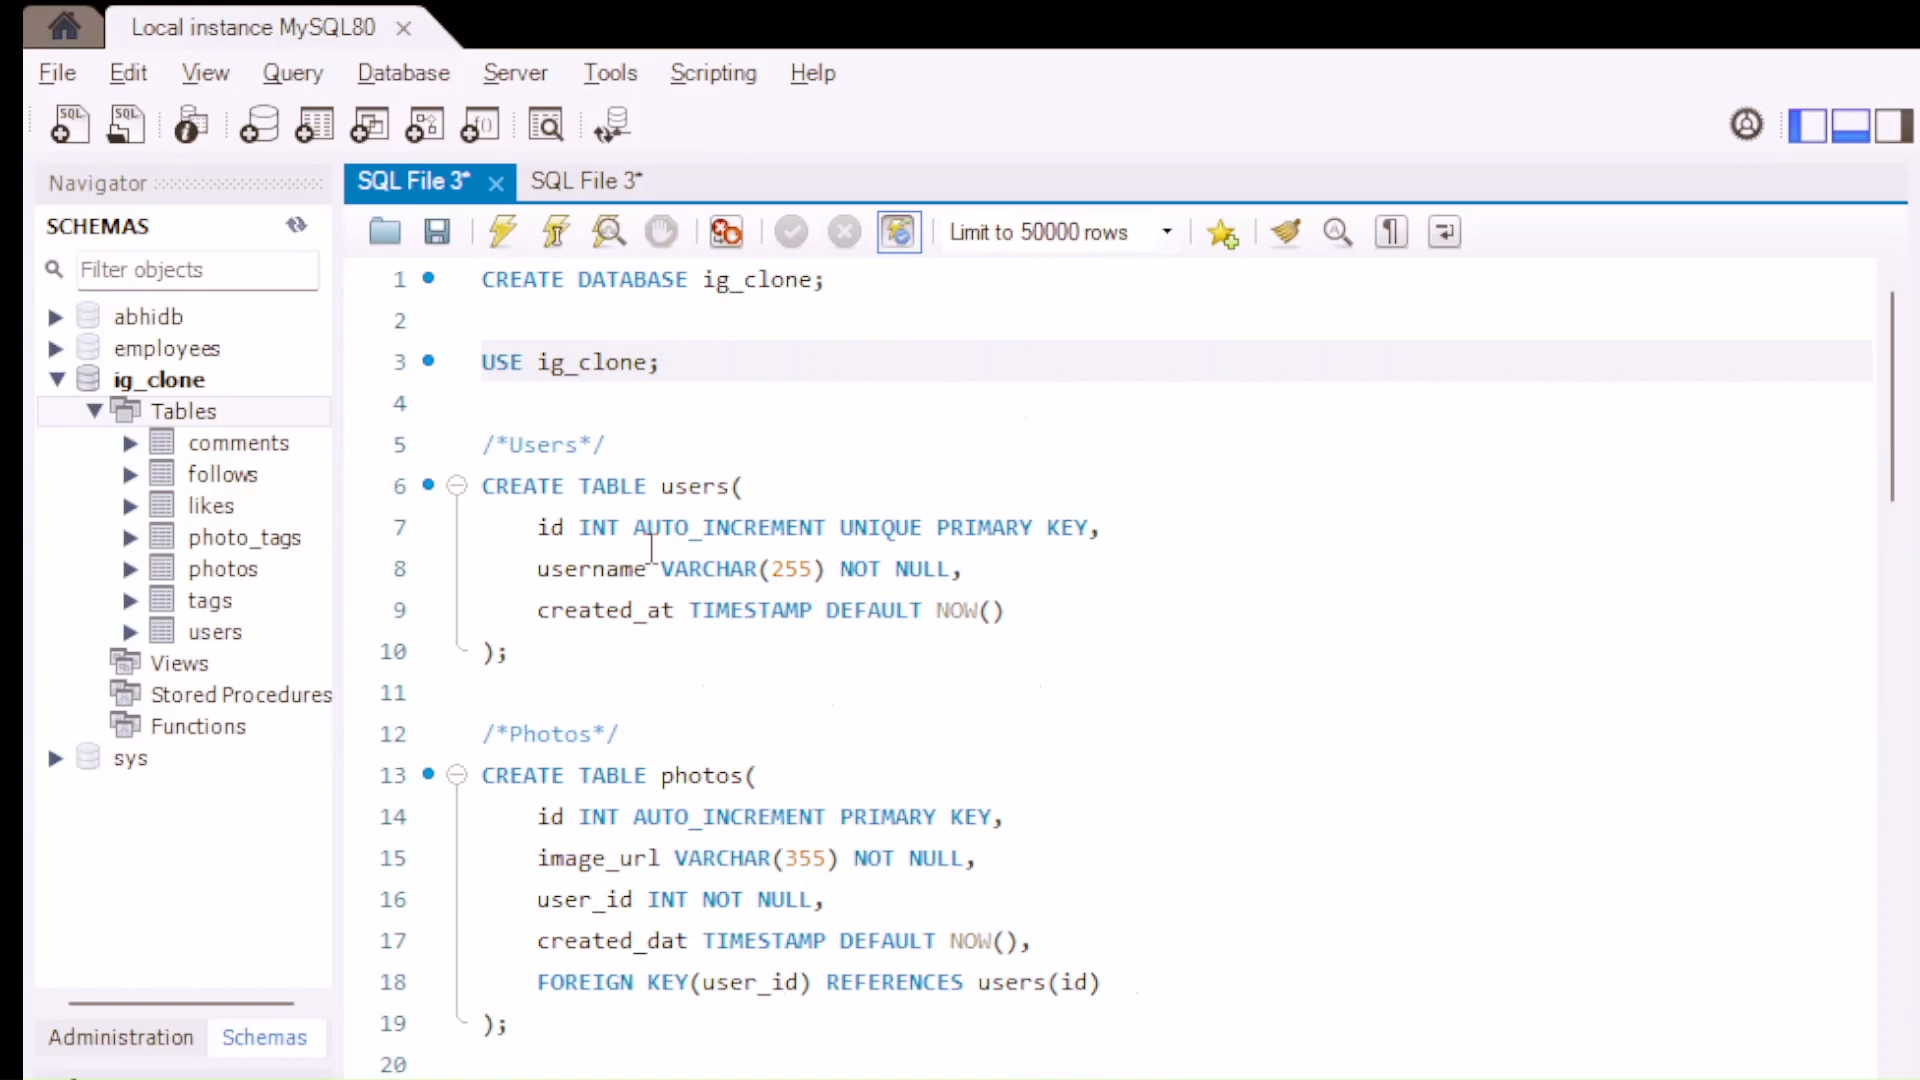 Local instance MySQL80
File Edit View Query Database Server Tools Scripting Help
SQL SQL
Navigator
SQL File 3* SQL File 3*
SCHEMAS
Limit to 50000 rows
Filter objects
abhidb
employees
ig_clone
Tables
comments
follows
likes
photo_tags
photos
tags
users
Views
Stored Procedures
Functions
sys
Administration Schemas
1 CREATE DATABASE ig_clone;
2
3 USE ig_clone;
4
5 /*Users*/
6 CREATE TABLE users(
7 id INT AUTO_INCREMENT UNIQUE PRIMARY KEY,
8 username VARCHAR(255) NOT NULL,
9 created_at TIMESTAMP DEFAULT NOW()
10 );
11
12 /*Photos*/
13 CREATE TABLE photos(
14 id INT AUTO_INCREMENT PRIMARY KEY,
15 image_url VARCHAR(355) NOT NULL,
16 user_id INT NOT NULL,
17 created_dat TIMESTAMP DEFAULT NOW(),
18 FOREIGN KEY(user_id) REFERENCES users(id)
19 );
20